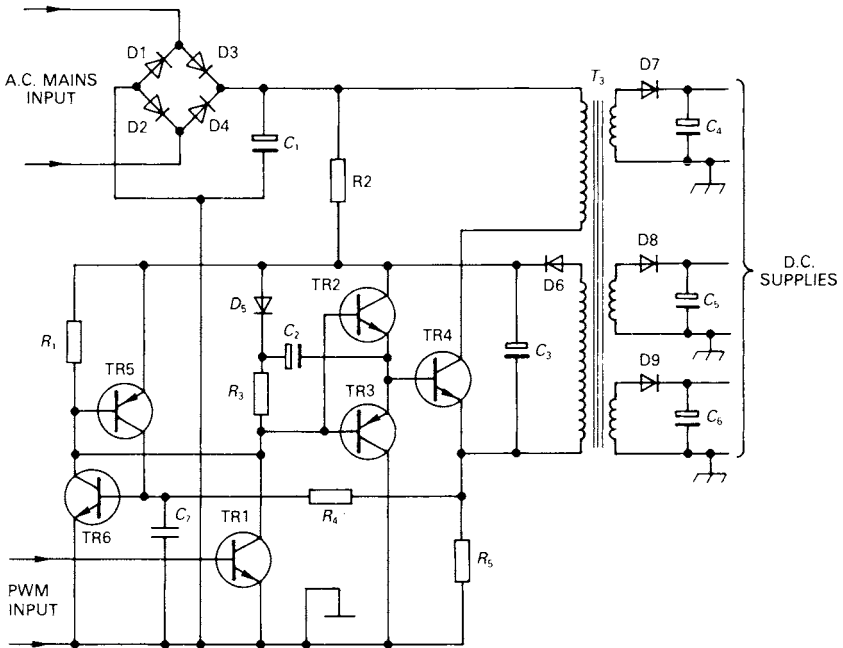 A.C. MAINS
INPUT
D1
D3
D2
D4
C1
R2
T3
D7
C4
D8
C5
D9
C6
D.C.
SUPPLIES
D5
C2
TR2
TR4
D6
C3
R1
TR5
R3
TR3
TR6
C7
TR1
R4
R5
PWM
INPUT